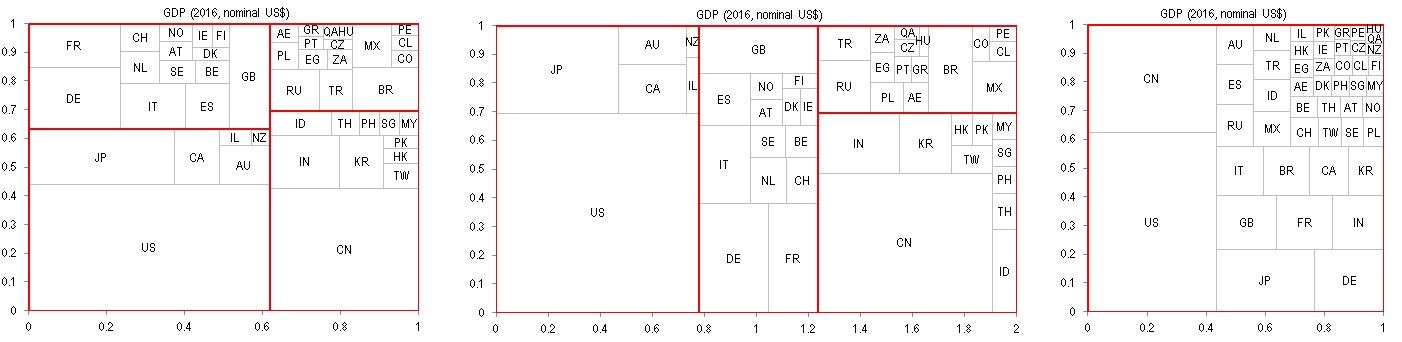 GDP (2016, nominal US$)
1
0.9
0.8
0.7
0.6
0.5
0.4
0.3
0.2
0.1
0
FR CH NO IE FI
AT DK GB
NL SE BE
DE IT ES
AE GR QA HU MX PE
PT CZ CL
PL EG ZA CO
RU TR BR
JP CA IL NZ
AU
US
ID TH PH SG MY
IN KR PK
HK
TW
CN
0 0.2 0.4 0.6 0.8 1
GDP (2016, nominal US$)
1
0.9
0.8
0.7
0.6
0.5
0.4
0.3
0.2
0.1
0
JP AU NZ
CA IL
US
GB
ES NO FI
AT DK IE
IT SE BE
NL CH
DE FR
TR ZA QA HU BR CO PE
CZ CL
RU EG PT GR MX
PL AE
IN KR HK PK MY
TW SG
PH
TH
CN ID
0 0.2 0.4 0.6 0.8 1 1.2 1.4 1.6 1.8 2
GDP (2016, nominal US$)
1
0.9
0.8
0.7
0.6
0.5
0.4
0.3
0.2
0.1
0
CN
US
AU NL IL PK GR PE HU
QA
HK IE PT CZ NZ
ES TR EG ZA CO CL FI
ID AE DK PH SG MY
BE TH AT NO
RU MX CH TW SE PL
IT BR CA KR
GB FR IN
JP DE
0 0.2 0.4 0.6 0.8 1